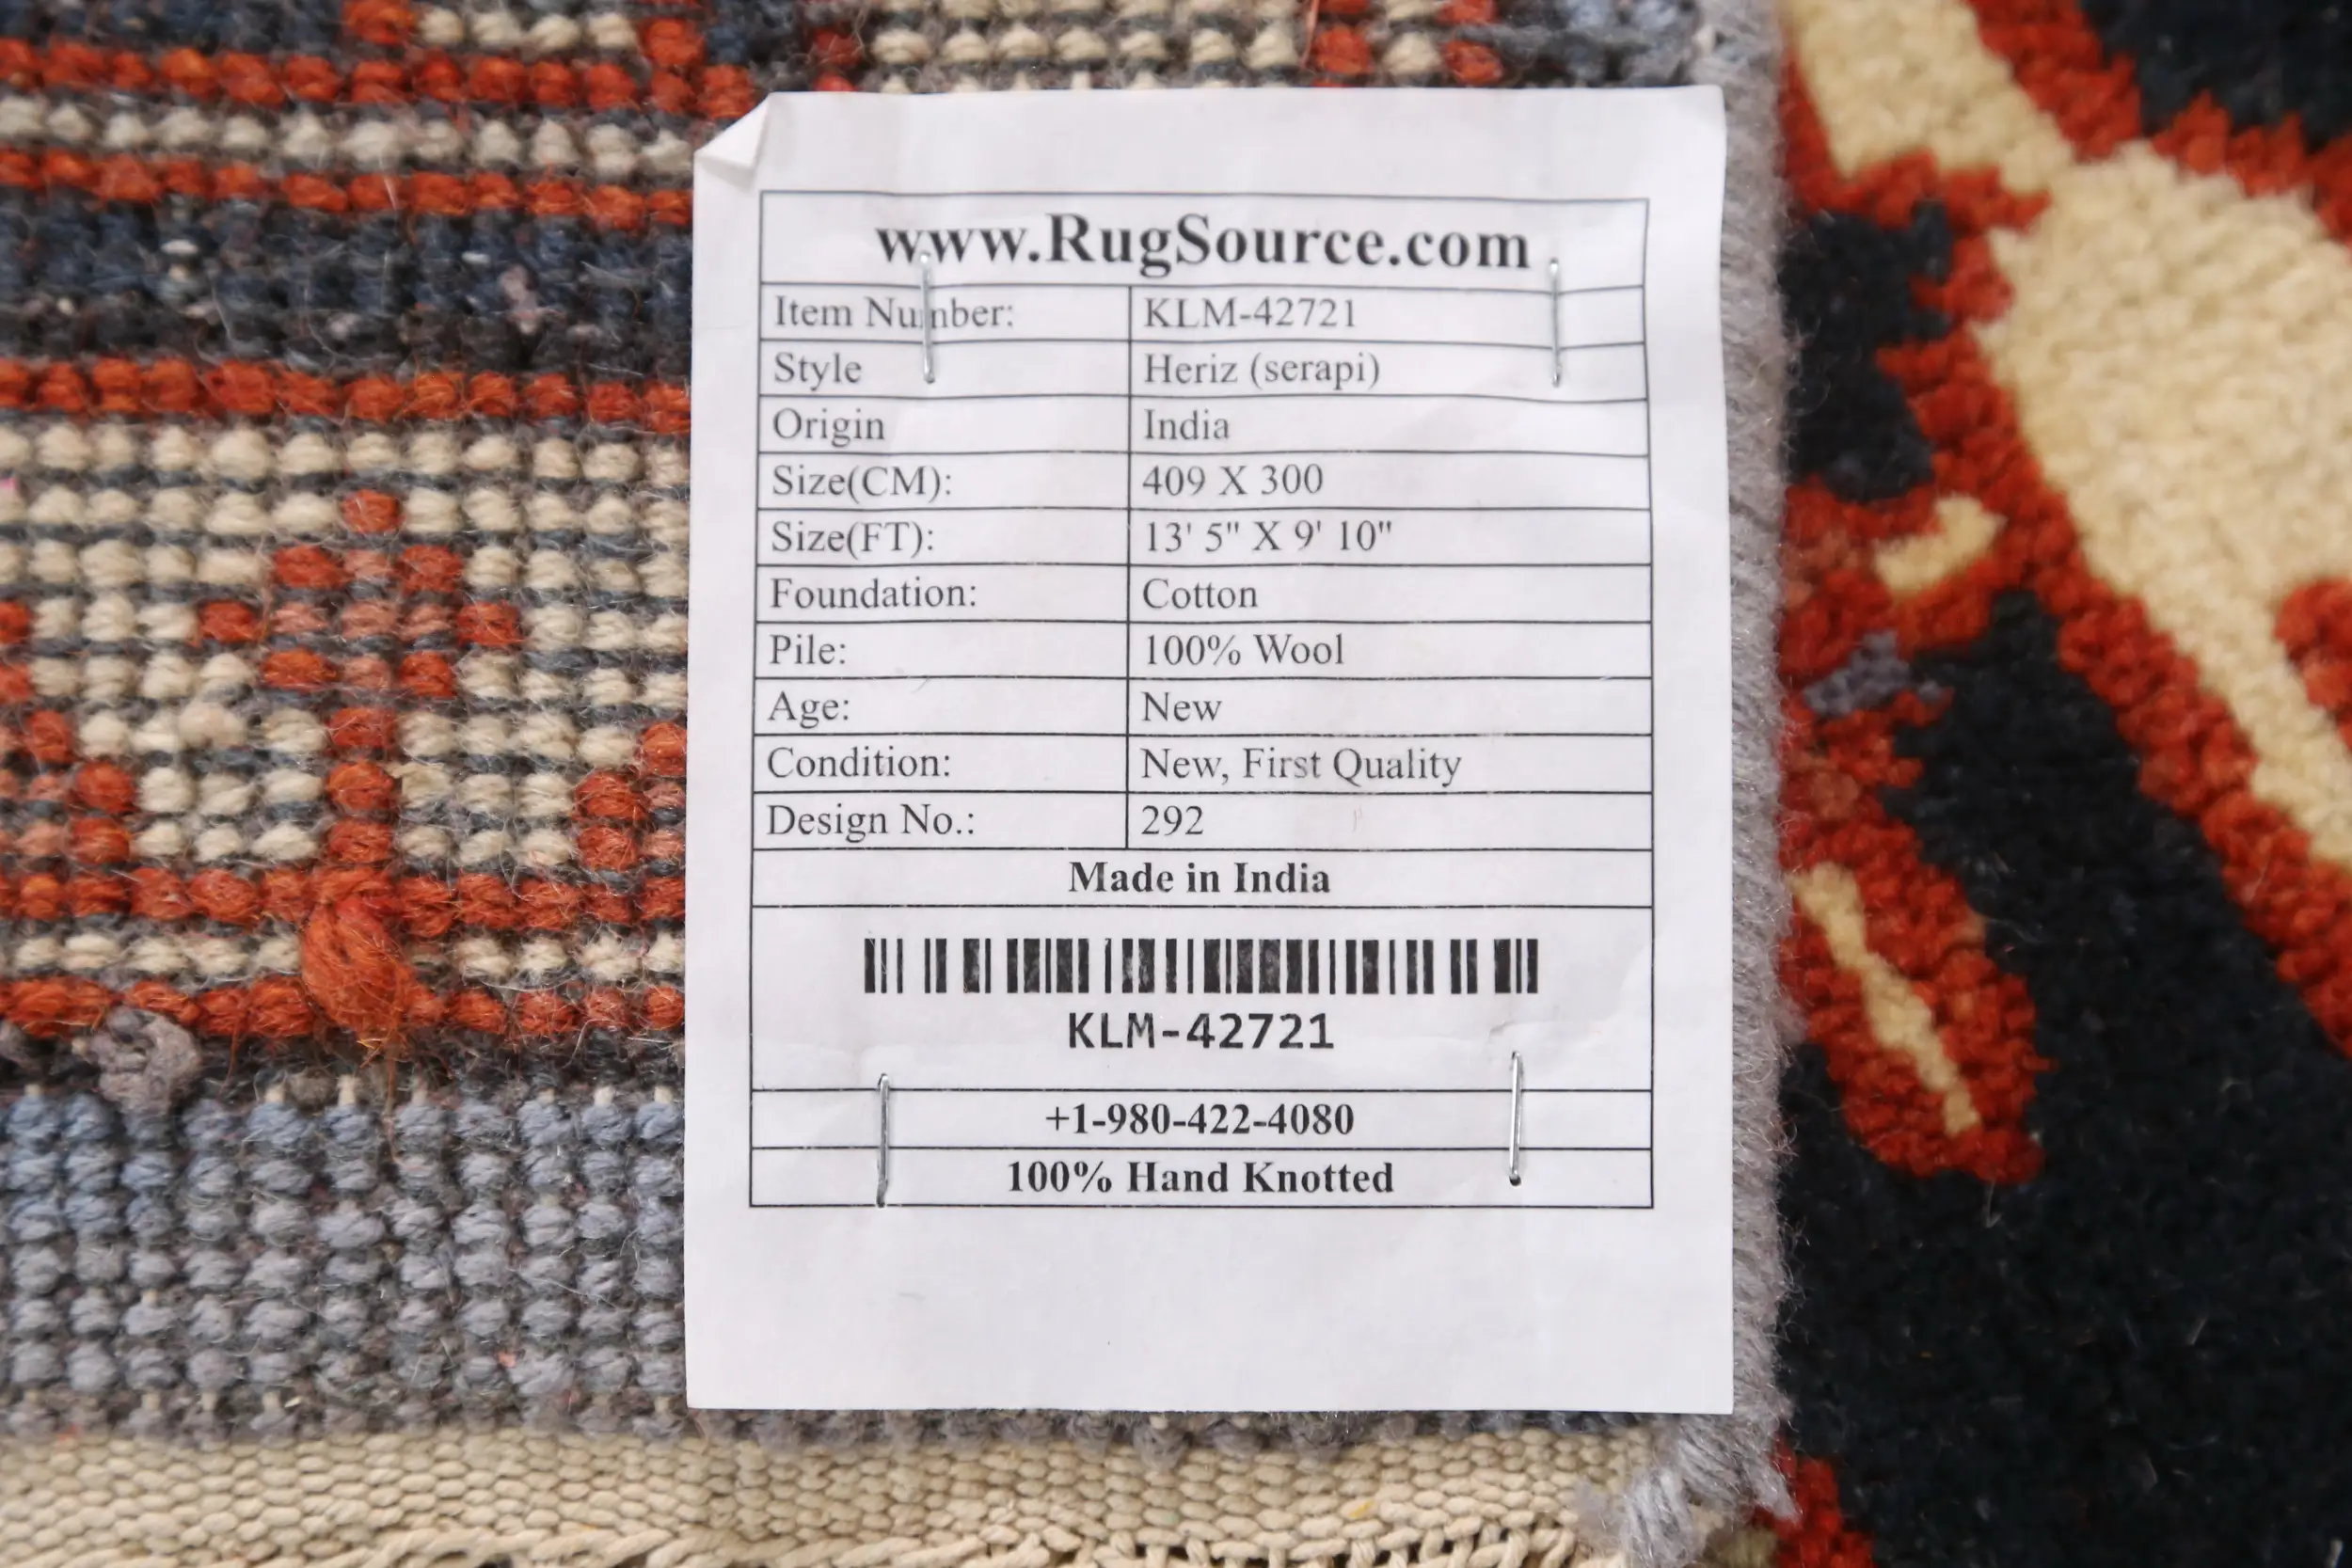 www.RugSource.com
Item Number: KLM-42721
Style Heriz (serapi)
Origin India
Size(CM): 409 X 300
Size(FT): 13' 5" X 9' 10"
Foundation: Cotton
Pile: 100% Wool
Age: New
Condition: New, First Quality
Design No.: 292
Made in India
KLM-42721
+1-980-422-4080
100% Hand Knotted